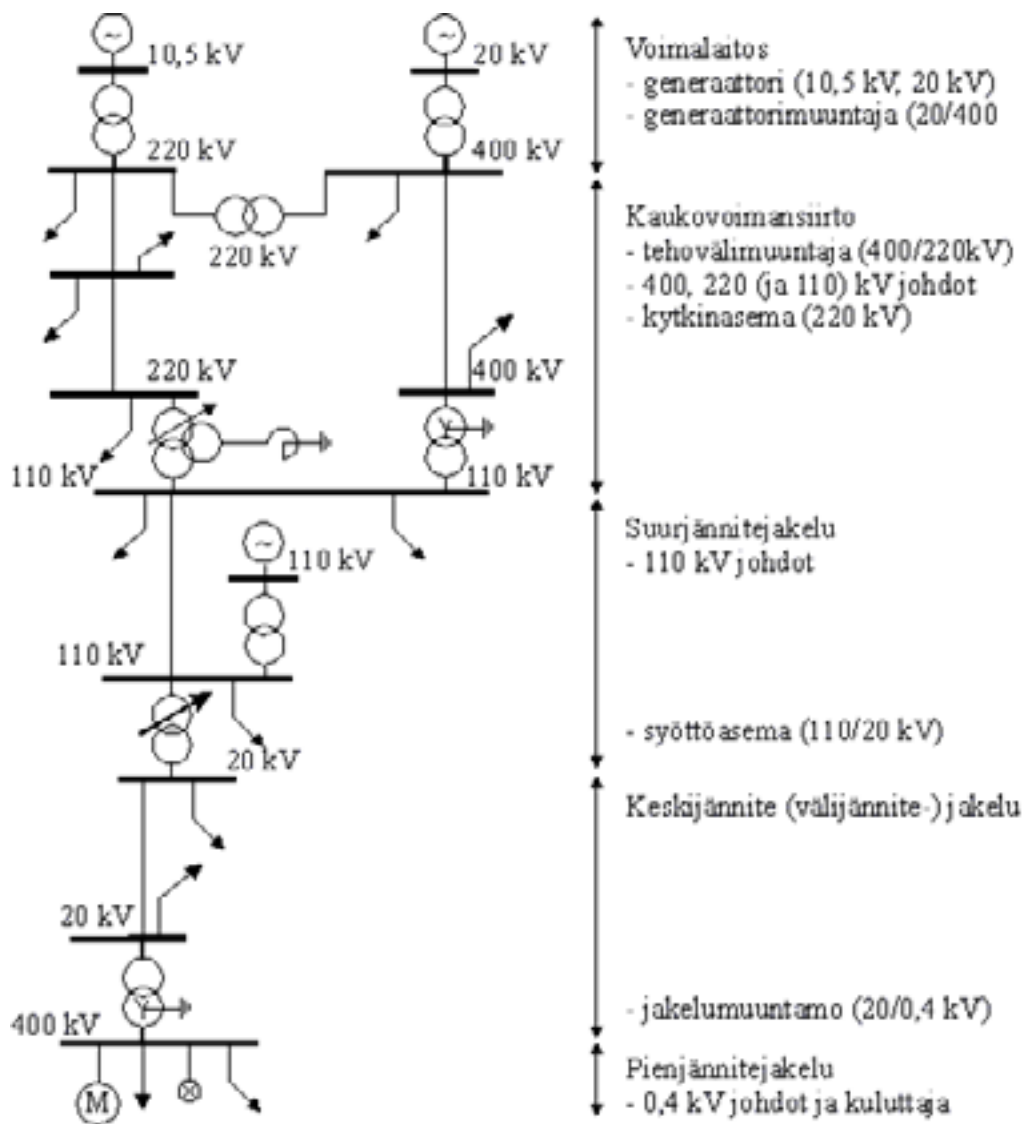 10,5 kV
20 kV
220 kV
400 kV
220 kV
220 kV
400 kV
110 kV
110 kV
110 kV
110 kV
20 kV
20 kV
400 kV
M
Voimalaitos
- generaattori (10,5 kV, 20 kV)
- generaattorimuuntaja (20/400
Kaukovoimansiirto
- tehovälimuuntaja (400/220kV)
- 400, 220 (ja 110) kV johdot
- kytkinasema (220 kV)
Suurjännitejakelu
- 110 kV johdot
- syöttöasema (110/20 kV)
Keskijännite (välijännite-) jakelu
- jakelumuuntamo (20/0,4 kV)
Pienjännitejakelu
- 0,4 kV johdot ja kuluttaja